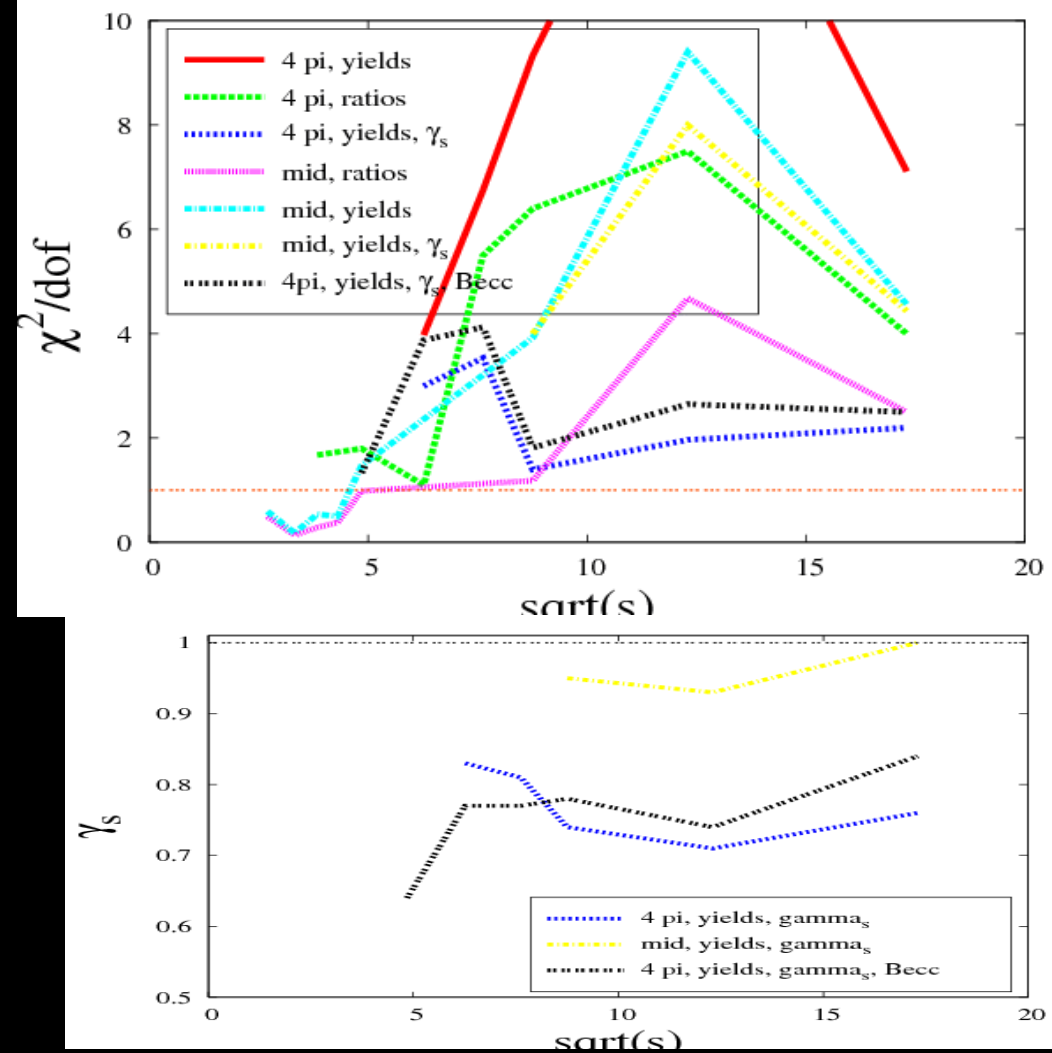 10
8
6
4
2
0
χ²/dof
4 pi, yields
4 pi, ratios
4 pi, yields, γₛ
mid, ratios
mid, yields
mid, yields, γₛ
4pi, yields, γₛ, Becc
0 5 10 15 20
sqrt(s)
1
0.9
0.8
0.7
0.6
0.5
γₛ
4 pi, yields, gammaₛ
mid, yields, gammaₛ
4 pi, yields, gammaₛ, Becc
0 5 10 15 20
sqrt(s)